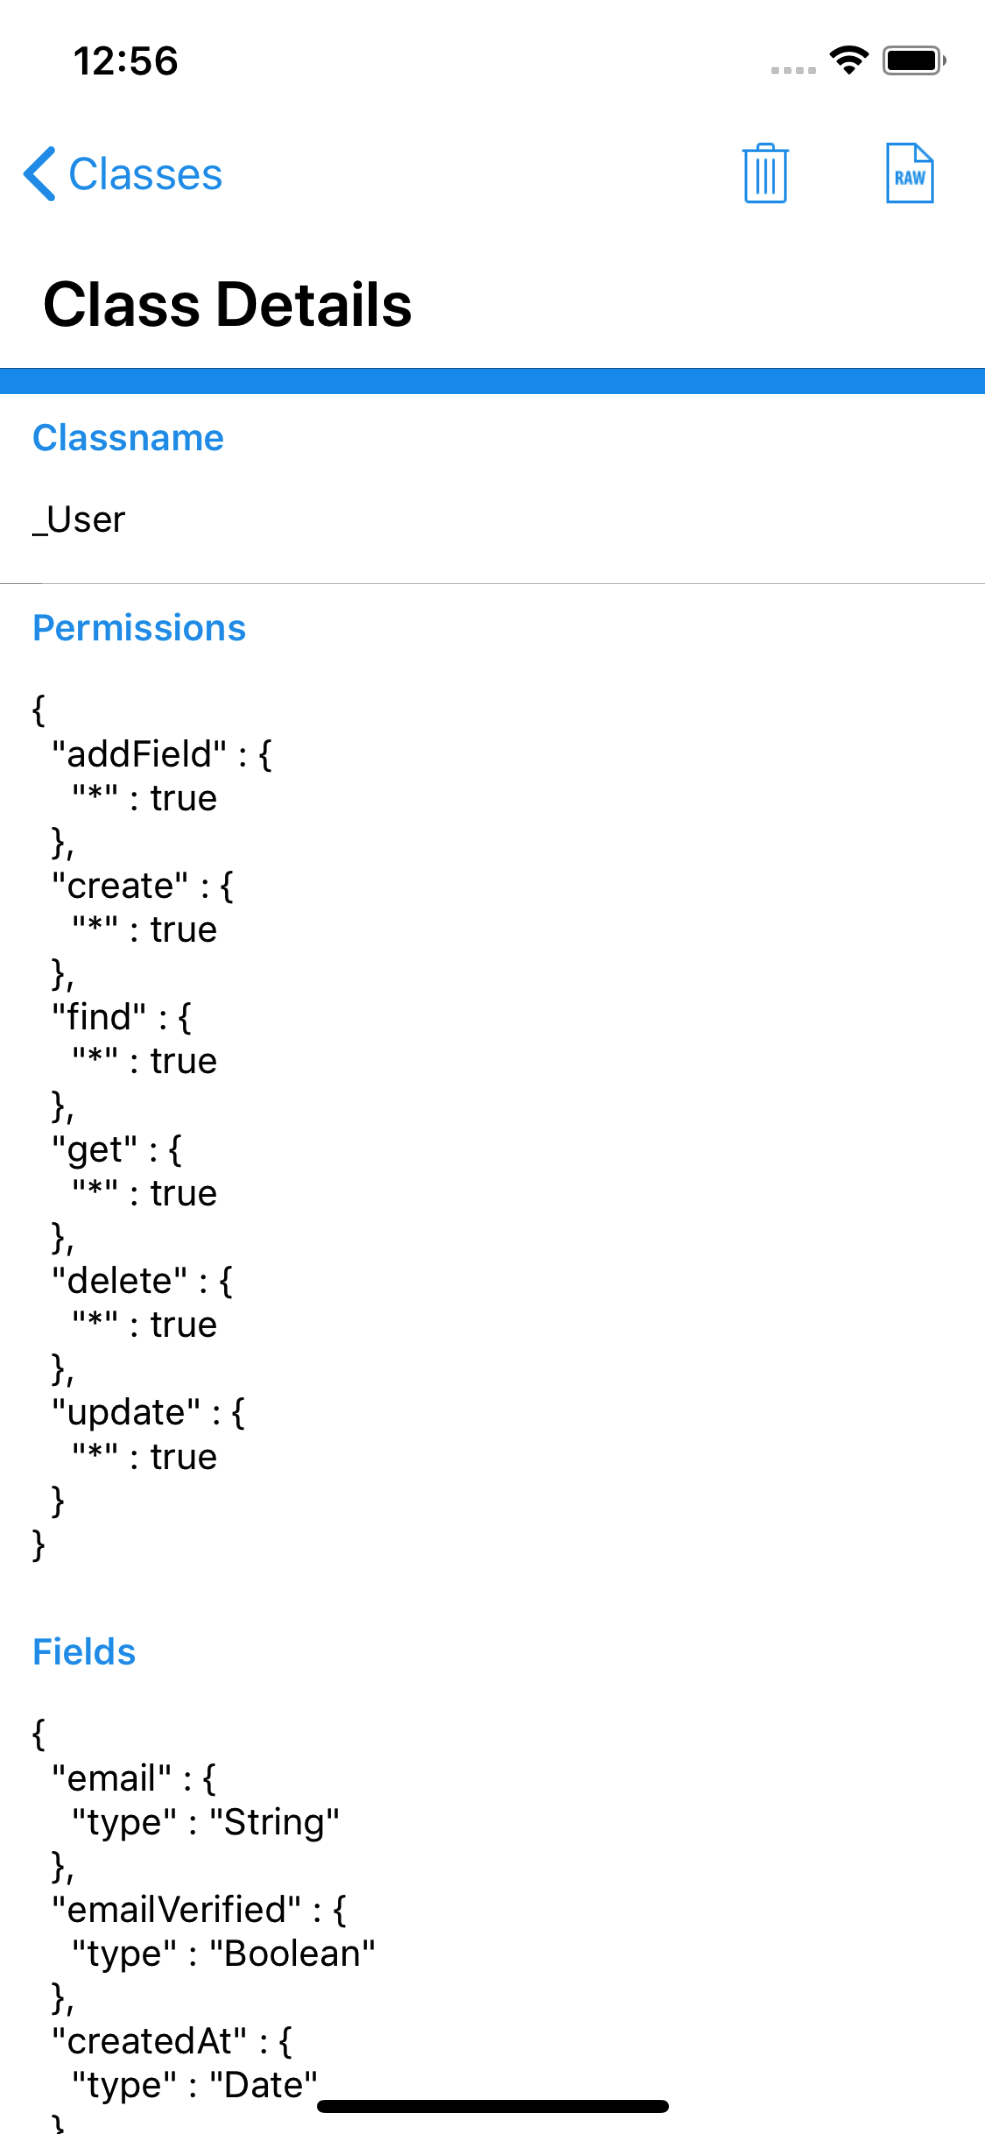 12:56
Classes
RAW
Class Details
Classname
_User
Permissions
{
"addField" : {
"*" : true
},
"create" : {
"*" : true
},
"find" : {
"*" : true
},
"get" : {
"*" : true
},
"delete" : {
"*" : true
},
"update" : {
"*" : true
}
}
Fields
{
"email" : {
"type" : "String"
},
"emailVerified" : {
"type" : "Boolean"
},
"createdAt" : {
"type" : "Date"
}